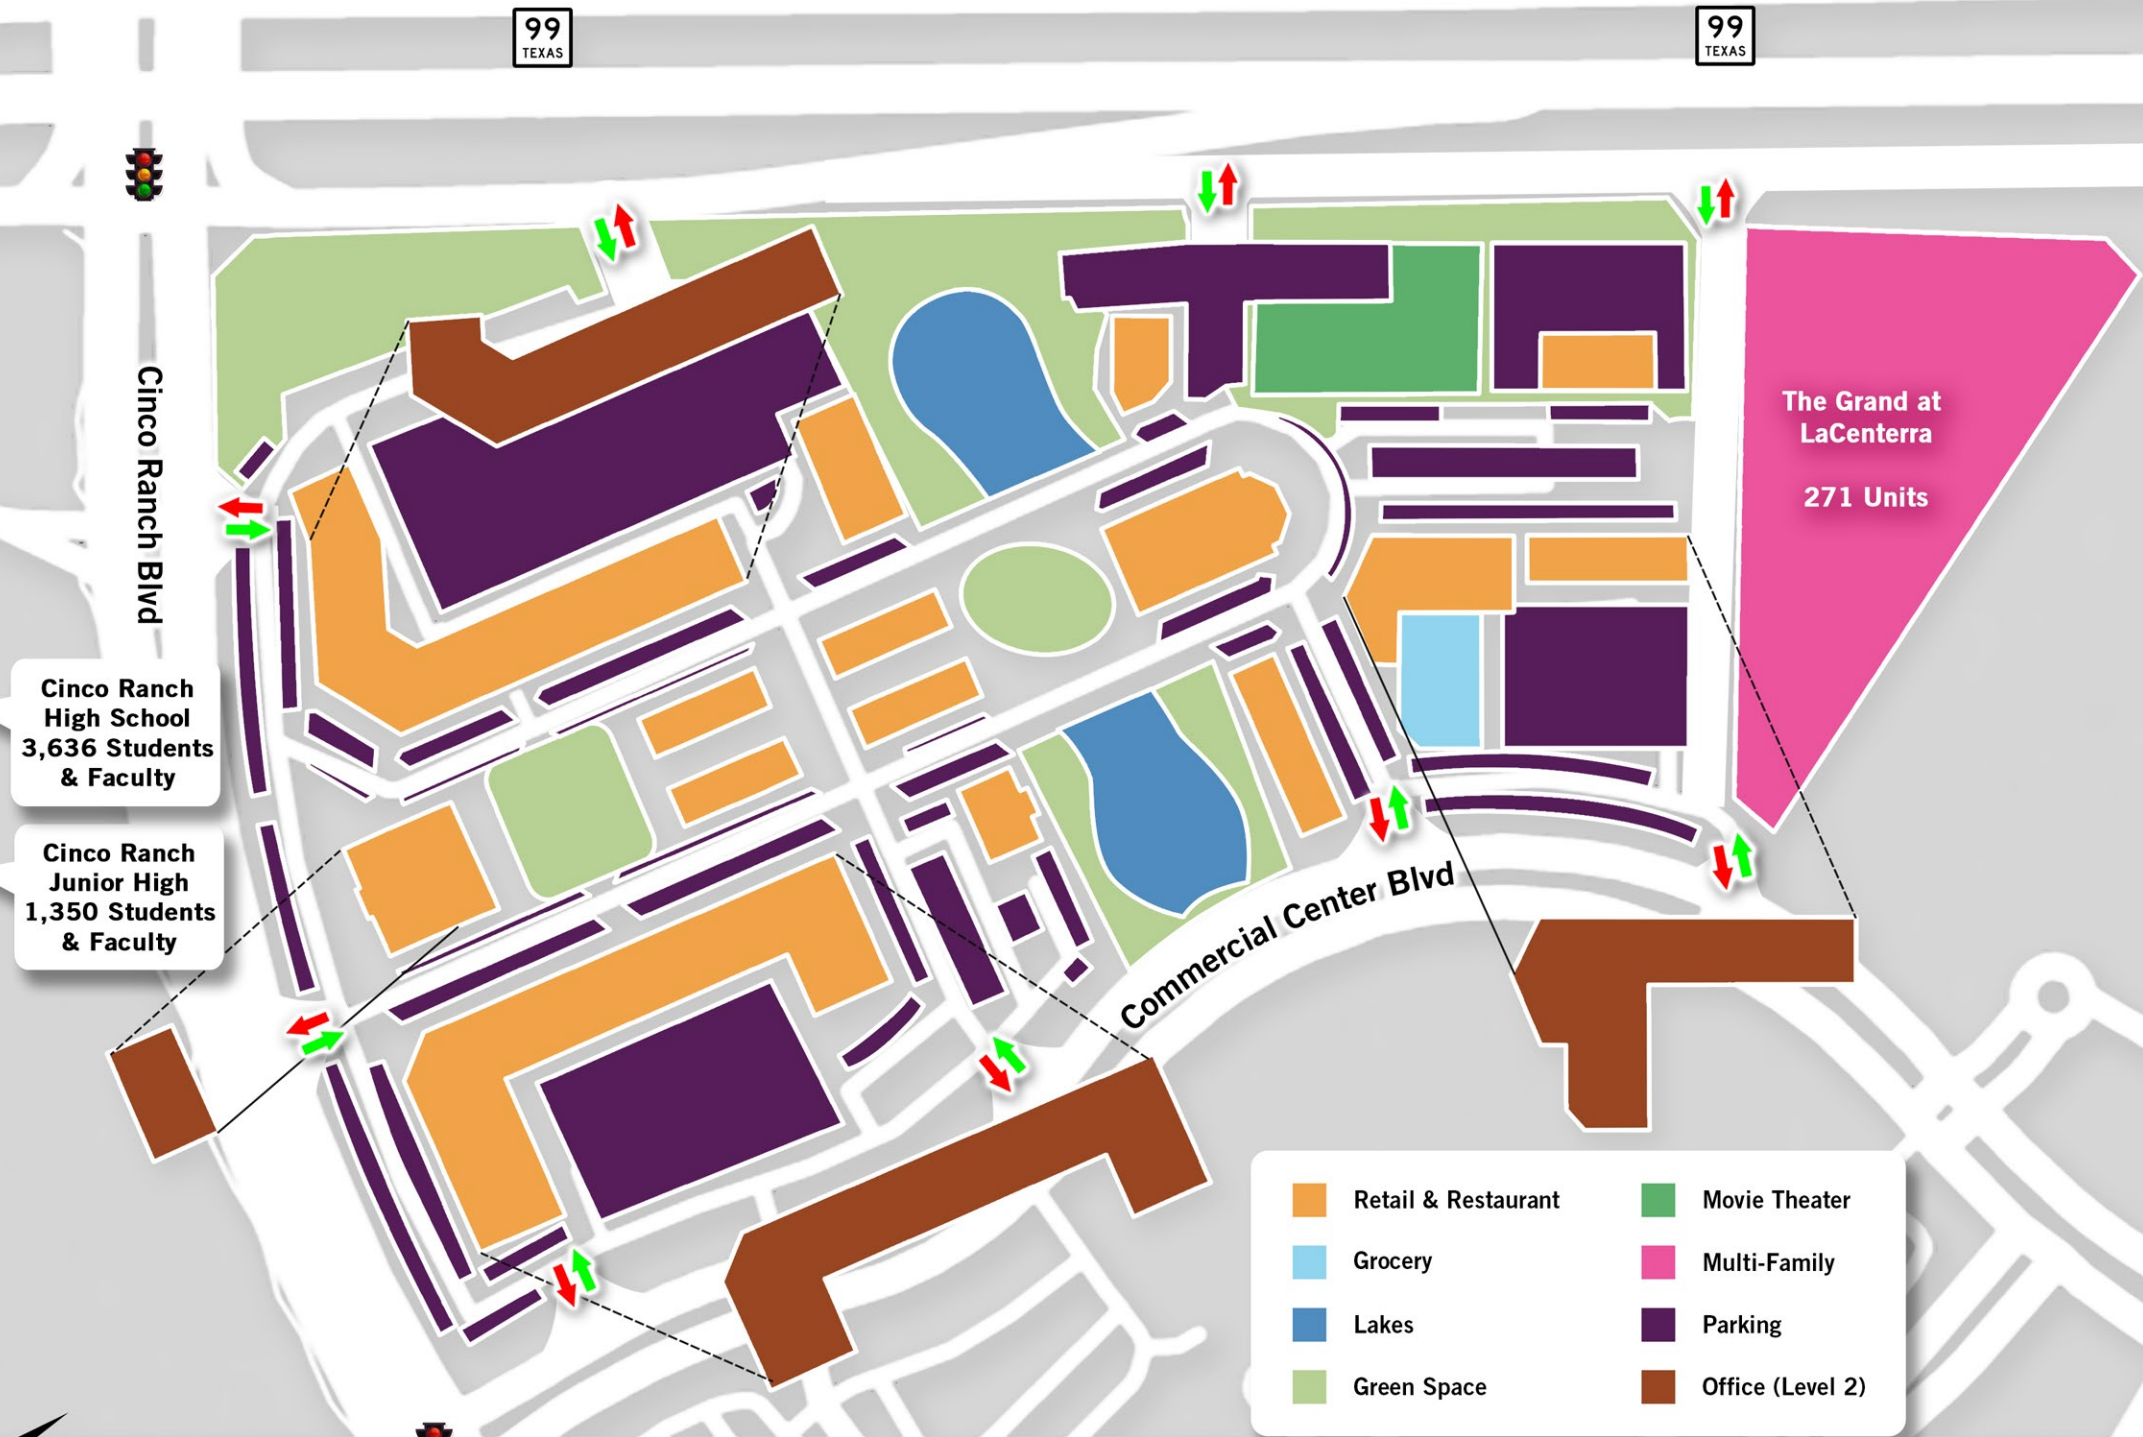 99
TEXAS
99
TEXAS
Cinco Ranch Blvd
The Grand at
LaCenterra
271 Units
Cinco Ranch
High School
3,636 Students
& Faculty
Cinco Ranch
Junior High
1,350 Students
& Faculty
Commercial Center Blvd
Retail & Restaurant
Grocery
Lakes
Green Space
Movie Theater
Multi-Family
Parking
Office (Level 2)